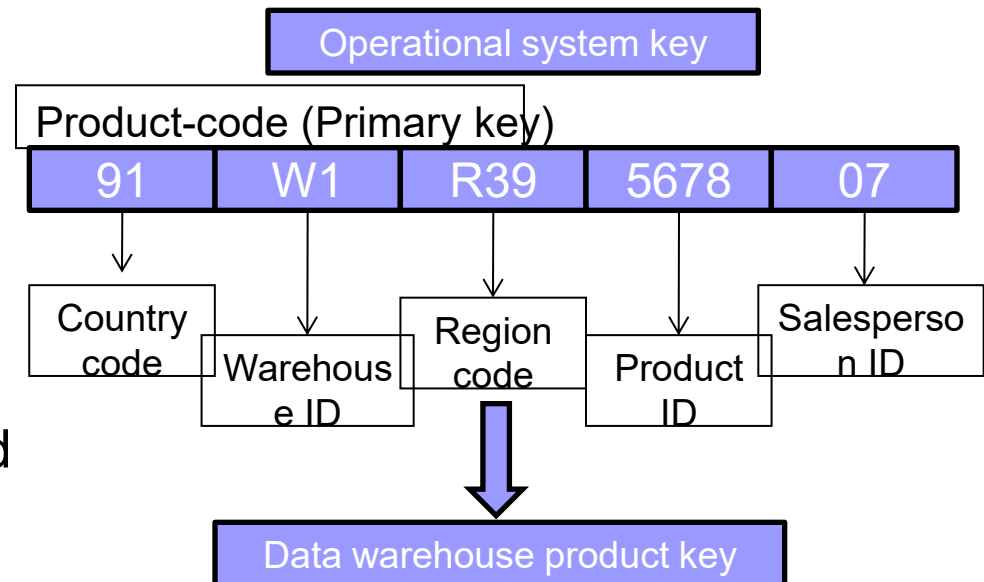 Operational system key
Product-code (Primary key)
91 W1 R39 5678 07
Country
code
Warehous
e ID
Region
code
Product
ID
Salesperso
n ID
d
Data warehouse product key